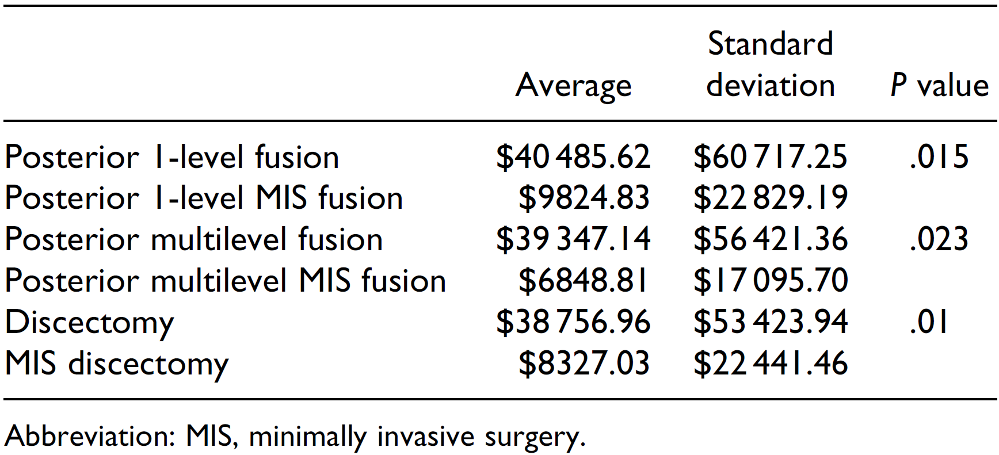 Standard
Average deviation P value
Posterior 1-level fusion $40 485.62 $60 717.25 .015
Posterior 1-level MIS fusion $9824.83 $22 829.19
Posterior multilevel fusion $39 347.14 $56 421.36 .023
Posterior multilevel MIS fusion $6848.81 $17 095.70
Discectomy $38 756.96 $53 423.94 .01
MIS discectomy $8327.03 $22 441.46
Abbreviation: MIS, minimally invasive surgery.